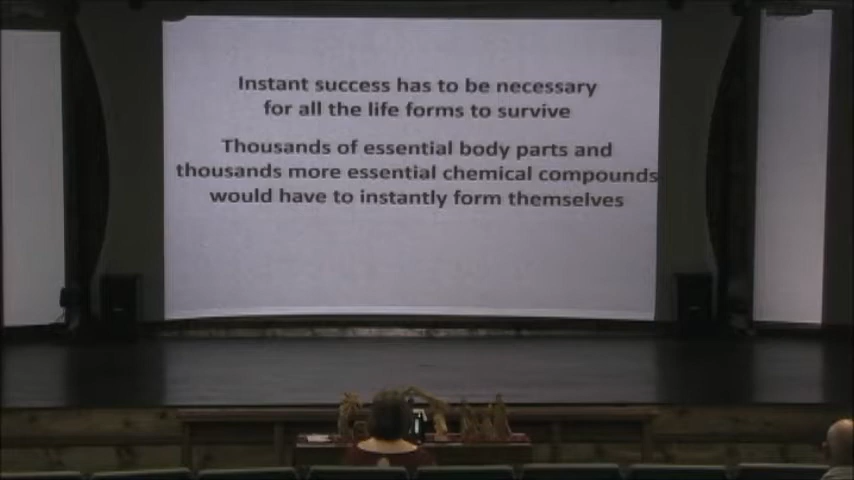 Instant success has to be necessary
for all the life forms to survive
Thousands of essential body parts and
thousands more essential chemical compounds
would have to instantly form themselves